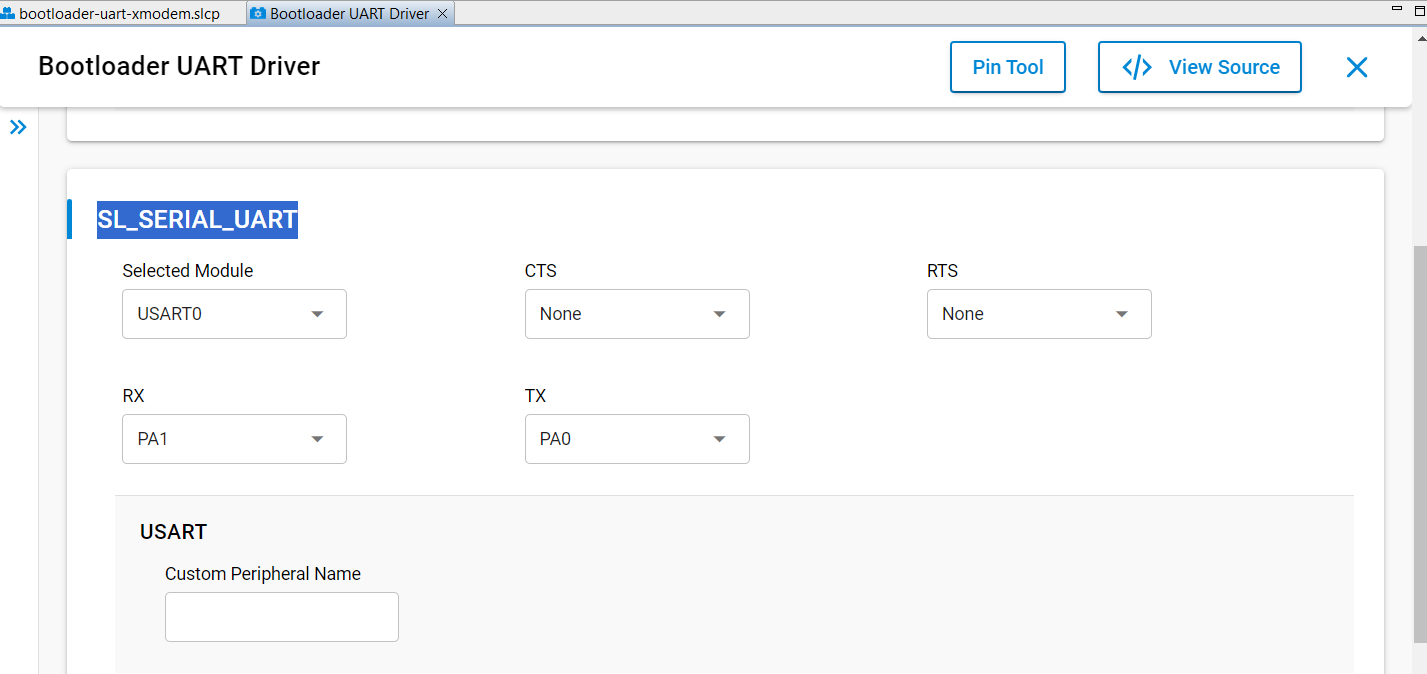 bootloader-uart-xmodem.slcp Bootloader UART Driver
Bootloader UART Driver Pin Tool </> View Source
SL_SERIAL_UART
Selected Module CTS RTS
USART0 None None
RX TX
PA1 PA0
USART
Custom Peripheral Name